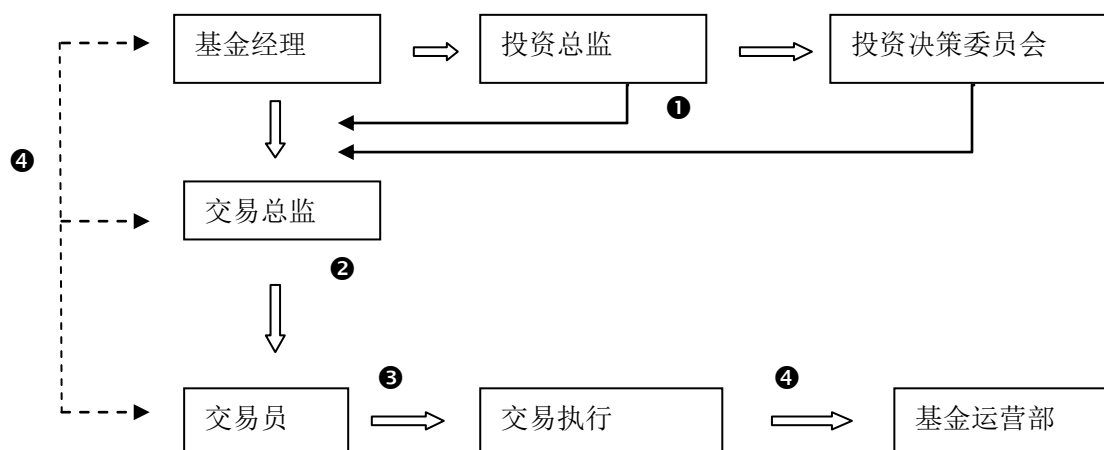 基金经理
投资总监
投资决策委员会
❶
❹
交易总监
❷
❸
❹
交易员
交易执行
基金运营部